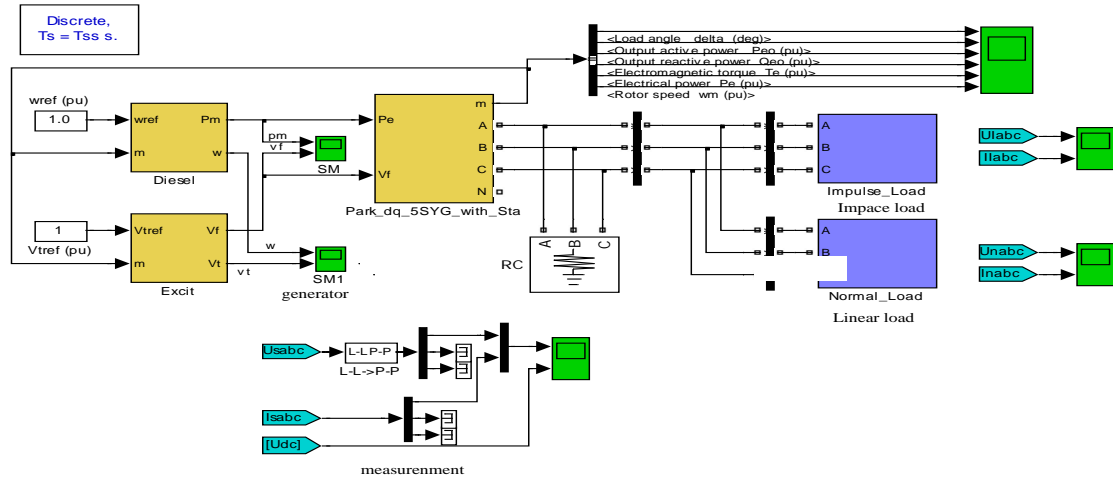 Discrete,
Ts = Tss s.
<Load angle delta (deg)>
<Output active power Peo (pu)>
<Output reactive power Qeo (pu)>
<Electromagnetic torque Te (pu)>
<Electrical power Pe (pu)>
<Rotor speed wm (pu)>
wref (pu)
1.0
wref
m
Pm
w
Diesel
pm
vf
SM
Pe
Vf
m
A
B
C
N
Park_dq_5SYG_with_Sta
A
B
C
Impulse_Load
Impace load
UIabc
IIabc
1
Vtref (pu)
Vtref
m
Vf
Vt
Excit
w
vt
SM1
generator
A
B
C
RC
A
B
Normal_Load
Linear load
Unabc
Inabc
Usabc
L-LP-P
L-L->P-P
Isabc
[Udc]
measurenment